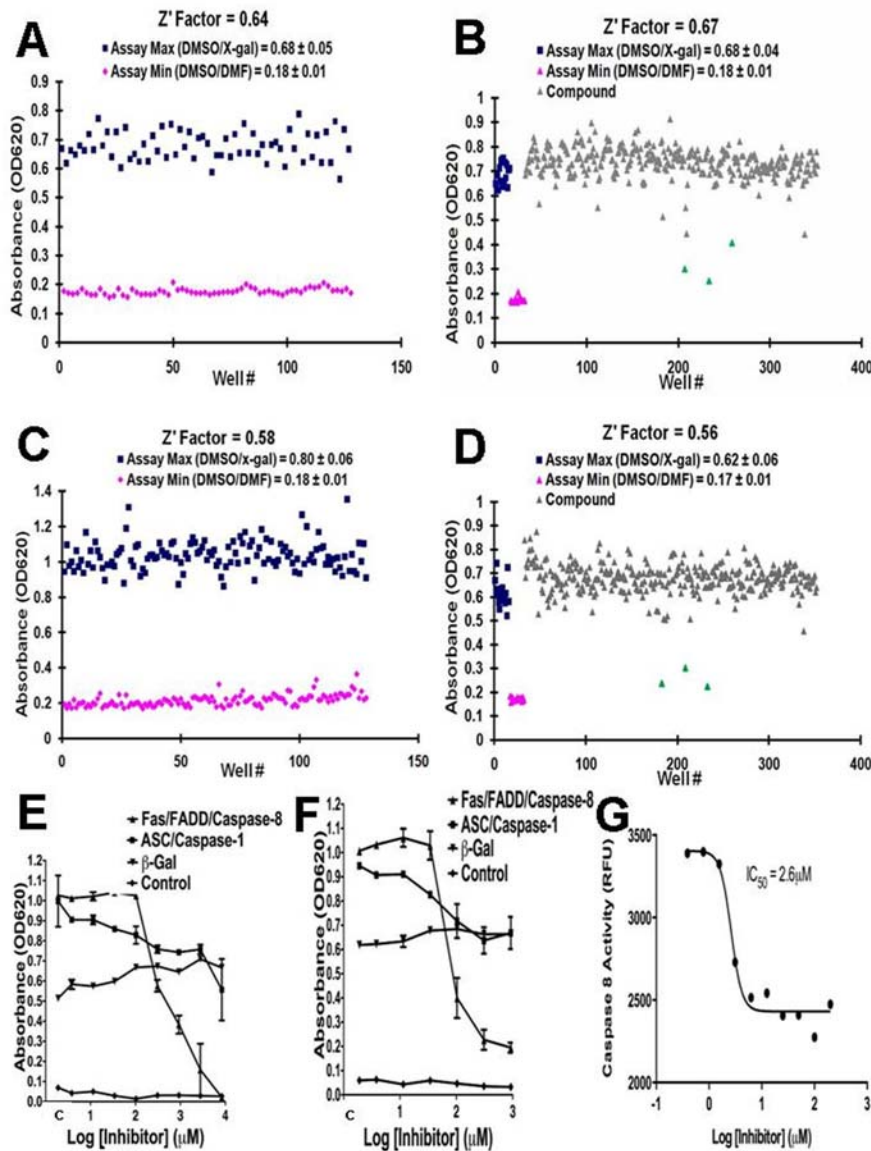 A
Z' Factor = 0.64
Assay Max (DMSO/X-gal) = 0.68 ± 0.05
Assay Min (DMSO/DMF) = 0.18 ± 0.01
0.9
0.8
0.7
0.6
0.5
0.4
0.3
0.2
0.1
0
Absorbance (OD620)
0
50
100
150
Well #
B
Z' Factor = 0.67
Assay Max (DMSO/X-gal) = 0.68 ± 0.04
Assay Min (DMSO/DMF) = 0.18 ± 0.01
Compound
1
0.9
0.8
0.7
0.6
0.5
0.4
0.3
0.2
0.1
0
Absorbance (OD620)
0
100
200
300
400
Well #
C
Z' Factor = 0.58
Assay Max (DMSO/x-gal) = 0.80 ± 0.06
Assay Min (DMSO/DMF) = 0.18 ± 0.01
1.4
1.2
1
0.8
0.6
0.4
0.2
0
Absorbance (OD620)
0
50
100
150
Well #
D
Z' Factor = 0.56
Assay Max (DMSO/X-gal) = 0.62 ± 0.06
Assay Min (DMSO/DMF) = 0.17 ± 0.01
Compound
1
0.9
0.8
0.7
0.6
0.5
0.4
0.3
0.2
0.1
0
Absorbance (OD620)
0
100
200
300
400
Well #
E
Fas/FADD/Caspase-8
ASC/Caspase-1
β-Gal
Control
1.2
1.1
1.0
0.9
0.8
0.7
0.6
0.5
0.4
0.3
0.2
0.1
0.0
Absorbance (OD620)
C
1
2
3
4
Log [Inhibitor] (μM)
F
Fas/FADD/Caspase-8
ASC/Caspase-1
β-Gal
Control
1.2
1.1
1.0
0.9
0.8
0.7
0.6
0.5
0.4
0.3
0.2
0.1
0.0
Absorbance (OD620)
C
1
2
3
Log [Inhibitor] (μM)
G
3500
3000
2500
2000
Caspase 8 Activity (RFU)
IC50 = 2.6μM
-1
0
1
2
3
Log [Inhibitor] (μM)